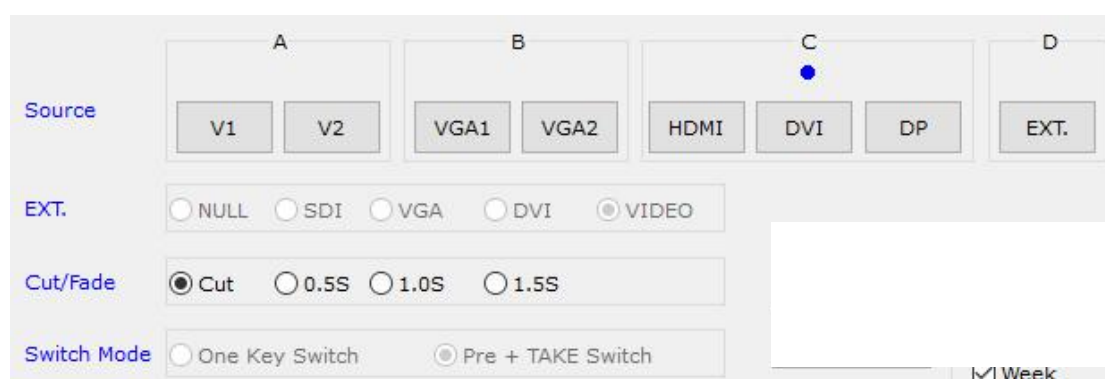 A B C D
Source V1 V2 VGA1 VGA2 HDMI DVI DP EXT.
EXT. NULL SDI VGA DVI VIDEO
Cut/Fade Cut 0.5S 1.0S 1.5S
Switch Mode One Key Switch Pre + TAKE Switch
Week